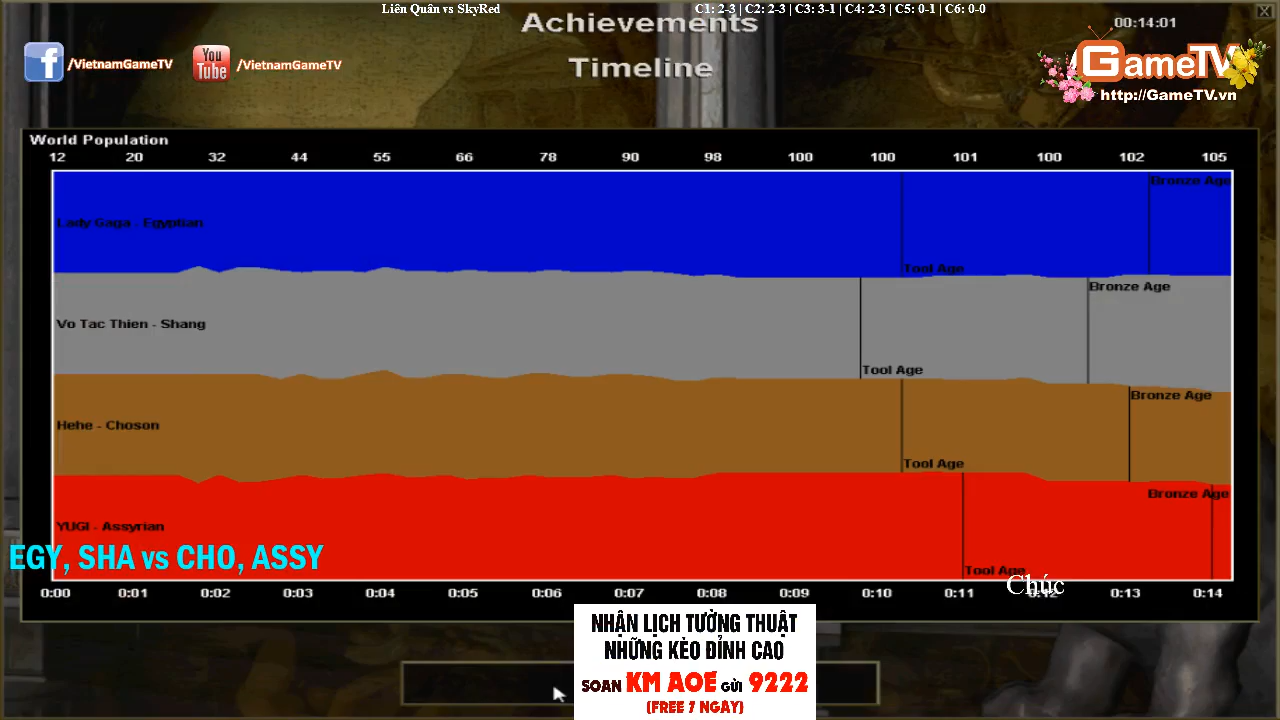 Liên Quân vs SkyRed
C1: 2-3 | C2: 2-3 | C3: 3-1 | C4: 2-3 | C5: 0-1 | C6: 0-0
Achievements
00:14:01
Timeline
/VietnamGameTV
You Tube
/VietnamGameTV
GameTV
http://GameTV.vn
World Population
12 20 32 44 55 66 78 90 98 100 100 101 100 102 105
Bronze Age
Lady Gaga - Egyptian
Tool Age
Bronze Age
Vo Tac Thien - Shang
Tool Age
Bronze Age
Hehe - Choson
Tool Age
Bronze Age
YUGI - Assyrian
EGY, SHA vs CHO, ASSY
Tool Age
Chúc
0:00 0:01 0:02 0:03 0:04 0:05 0:06 0:07 0:08 0:09 0:10 0:11 0:12 0:13 0:14
NHẬN LỊCH TƯỜNG THUẬT
NHỮNG KÈO ĐỈNH CAO
SOẠN KM AOE GỬI 9222
(FREE 7 NGÀY)